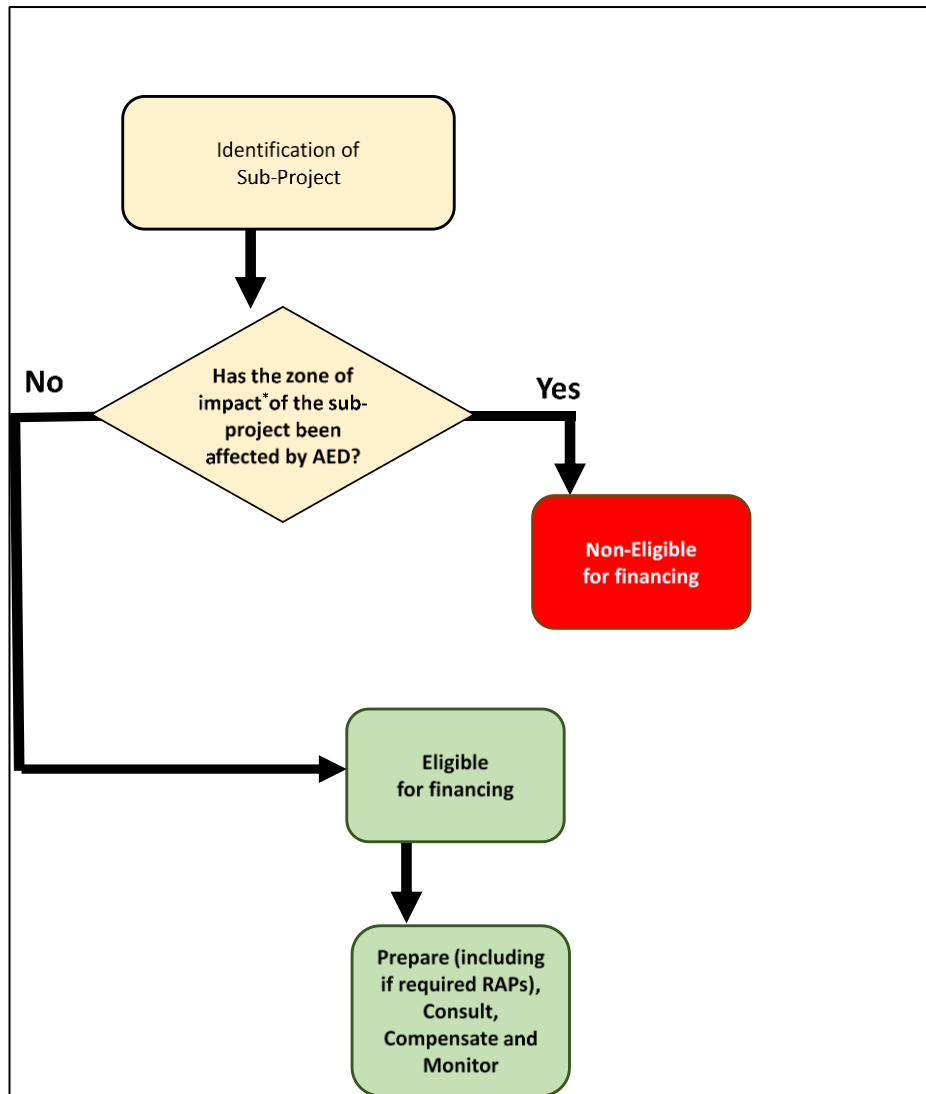 Identification of
Sub-Project
Has the zone of
impact* of the sub-
project been
affected by AED?
No
Yes
Non-Eligible
for financing
Eligible
for financing
Prepare (including
if required RAPs),
Consult,
Compensate and
Monitor